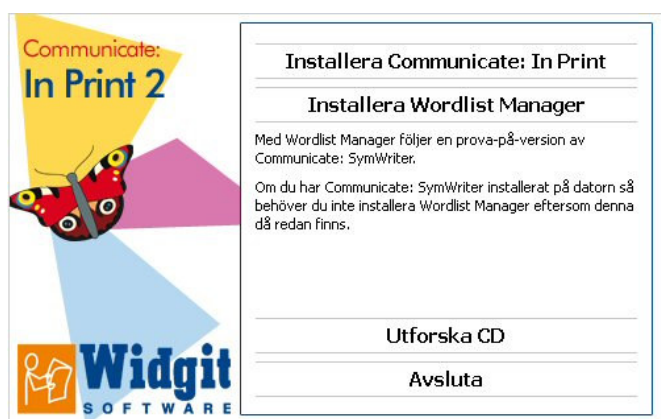 Communicate:
In Print 2
Widgit
SOFTWARE
Installera Communicate: In Print
Installera Wordlist Manager
Med Wordlist Manager följer en prova-på-version av
Communicate: SymWriter.
Om du har Communicate: SymWriter installerat på datorn så
behöver du inte installera Wordlist Manager eftersom denna
då redan finns.
Utforska CD
Avsluta